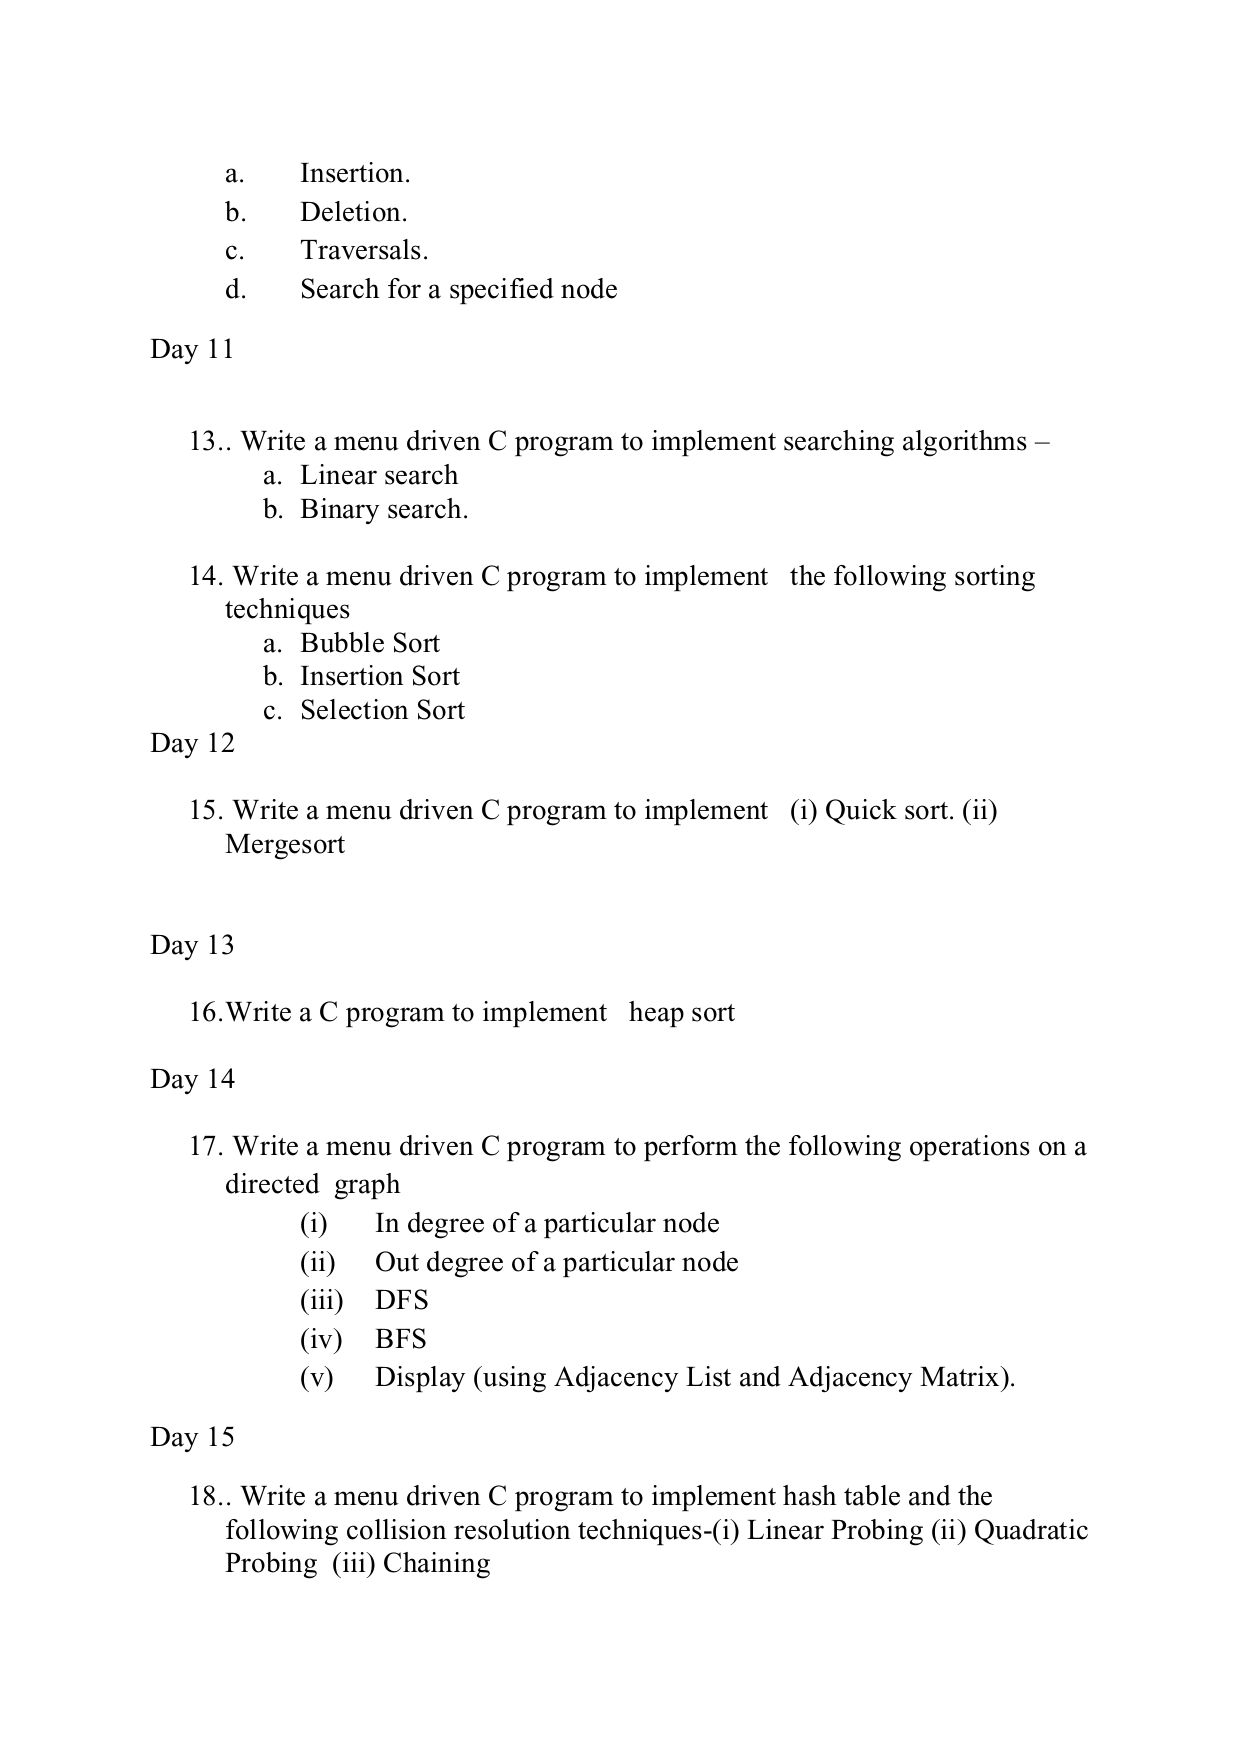 a. Insertion.
b. Deletion.
c. Traversals.
d. Search for a specified node
Day 11
13.. Write a menu driven C program to implement searching algorithms –
a. Linear search
b. Binary search.
14. Write a menu driven C program to implement the following sorting
techniques
a. Bubble Sort
b. Insertion Sort
c. Selection Sort
Day 12
15. Write a menu driven C program to implement (i) Quick sort. (ii)
Mergesort
Day 13
16.Write a C program to implement heap sort
Day 14
17. Write a menu driven C program to perform the following operations on a
directed graph
(i) In degree of a particular node
(ii) Out degree of a particular node
(iii) DFS
(iv) BFS
(v) Display (using Adjacency List and Adjacency Matrix).
Day 15
18.. Write a menu driven C program to implement hash table and the
following collision resolution techniques-(i) Linear Probing (ii) Quadratic
Probing (iii) Chaining